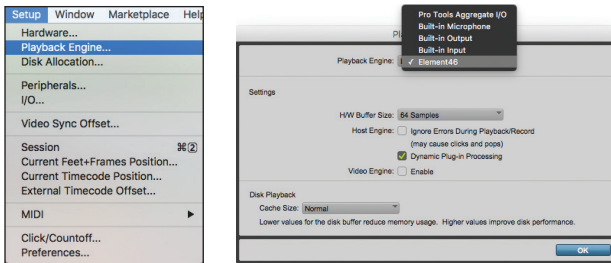 Setup Window Marketplace Help
Hardware...
Playback Engine...
Disk Allocation...
Peripherals...
I/O...
Video Sync Offset...
Session ⌘2
Current Feet+Frames Position...
Current Timecode Position...
External Timecode Offset...
MIDI
Click/Countoff...
Preferences...
Pro Tools Aggregate I/O
Built-in Microphone
Built-in Output
Built-in Input
✓ Element46
Playback Engine:
Settings
H/W Buffer Size: 64 Samples
Host Engine: Ignore Errors During Playback/Record
(may cause clicks and pops)
Dynamic Plug-in Processing
Video Engine: Enable
Disk Playback
Cache Size: Normal
Lower values for the disk buffer reduce memory usage. Higher values improve disk performance.
OK